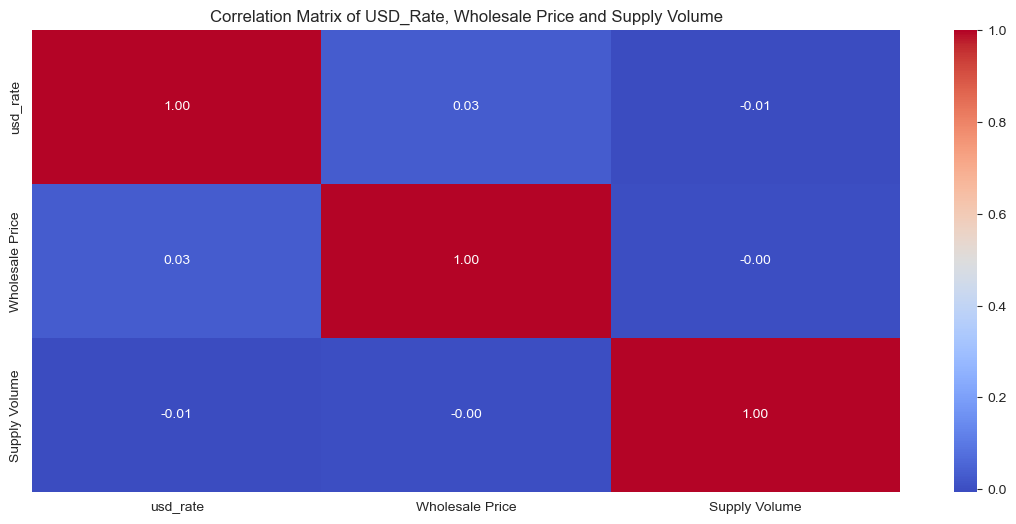 Correlation Matrix of USD_Rate, Wholesale Price and Supply Volume
usd_rate
1.00
0.03
-0.01
Wholesale Price
0.03
1.00
-0.00
Supply Volume
-0.01
-0.00
1.00
usd_rate
Wholesale Price
Supply Volume
1.0
0.8
0.6
0.4
0.2
0.0